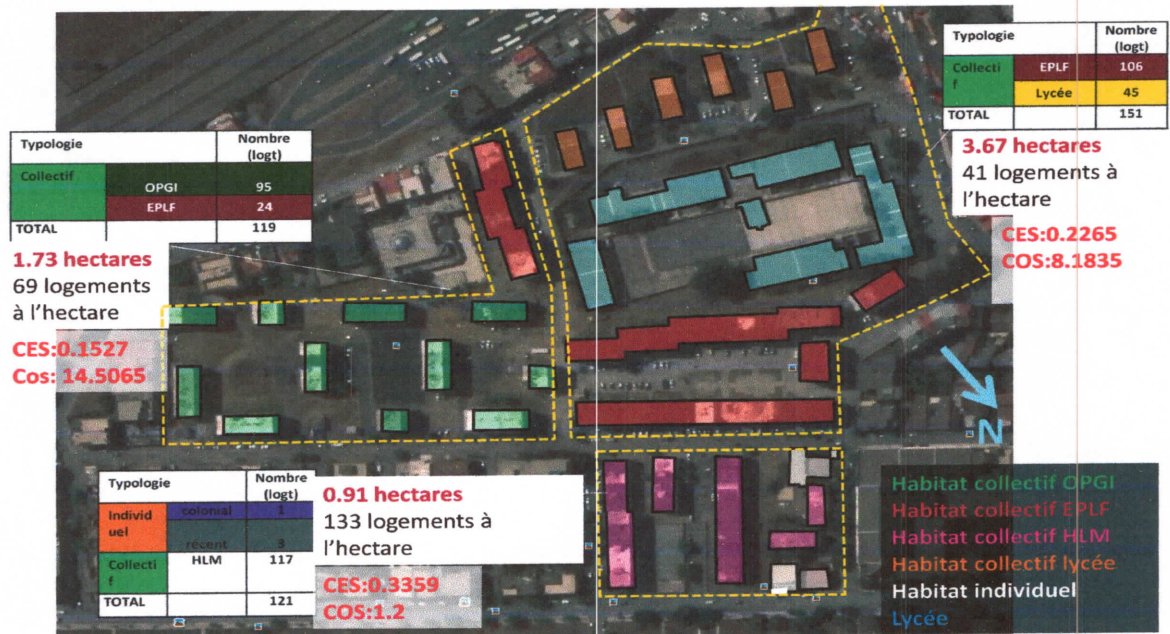 Typologie Nombre (logt)
Collecti f EPLF 106
Lycée 45
TOTAL 151
3.67 hectares
41 logements à
l'hectare
CES:0.2265
COS:8.1835
Typologie Nombre (logt)
Collectif OPGI 95
EPLF 24
TOTAL 119
1.73 hectares
69 logements
à l'hectare
CES:0.1527
Cos: 14.5065
Typologie Nombre (logt)
Individ uel colonial 1
récent 3
Collecti f HLM 117
TOTAL 121
0.91 hectares
133 logements à
l'hectare
CES:0.3359
COS:1.2
N
Habitat collectif OPGI
Habitat collectif EPLF
Habitat collectif HLM
Habitat collectif lycée
Habitat individuel
Lycée